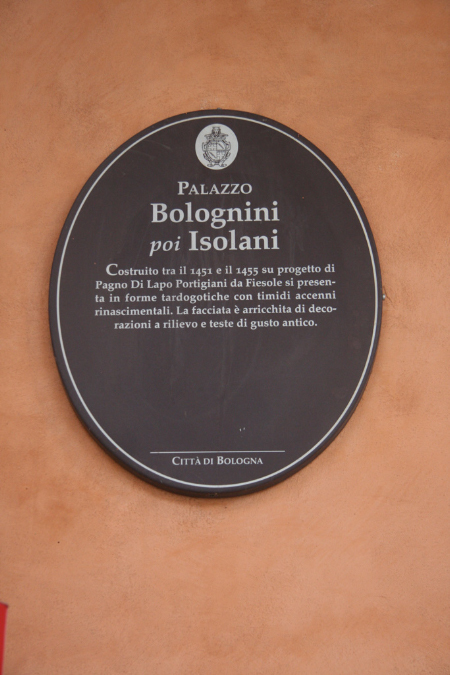 PALAZZO
Bolognini
poi Isolani
Costruito tra il 1451 e il 1455 su progetto di
Pagno Di Lapo Portigiani da Fiesole si presen-
ta in forme tardogotiche con timidi accenni
rinascimentali. La facciata è arricchita di deco-
razioni a rilievo e teste di gusto antico.
CITTÀ DI BOLOGNA